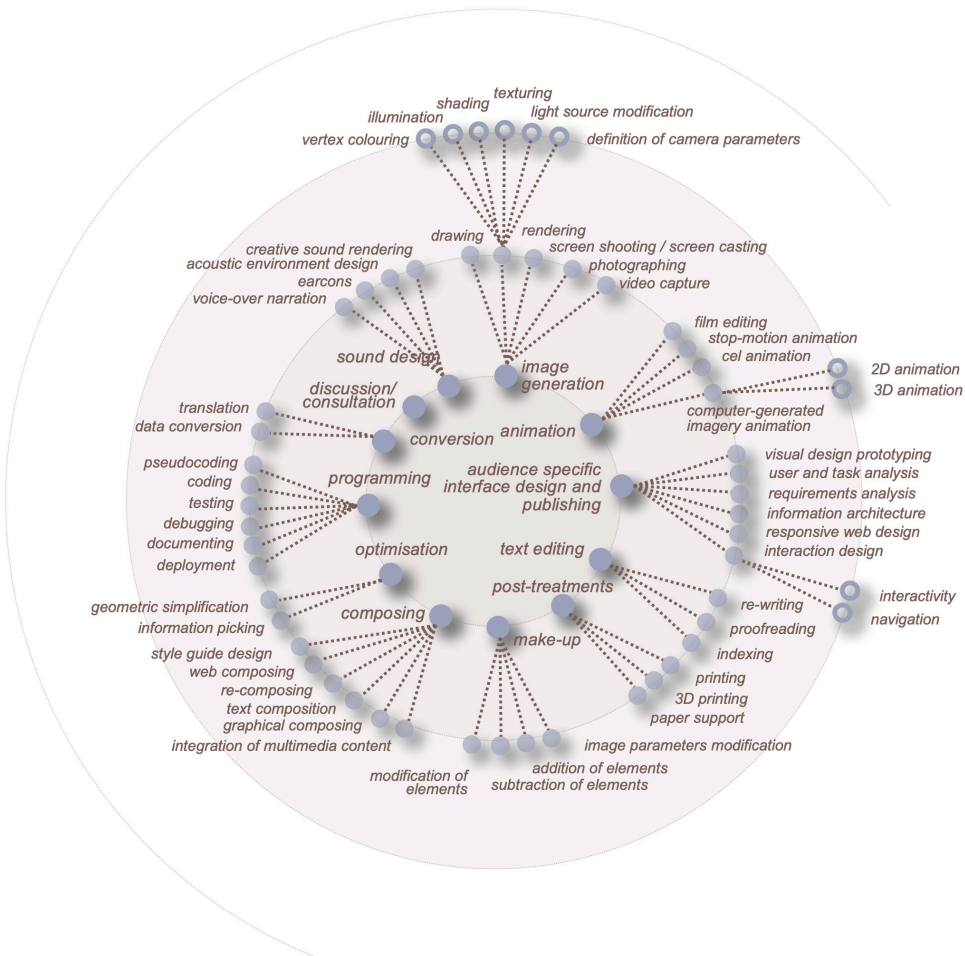 texturing
shading
light source modification
illumination
vertex colouring
definition of camera parameters
drawing
rendering
creative sound rendering
screen shooting / screen casting
acoustic environment design
photographing
earcons
video capture
voice-over narration
film editing
stop-motion animation
sound design
cel animation
image
generation
2D animation
discussion/
consultation
3D animation
translation
computer-generated
imagery animation
data conversion
conversion
animation
visual design prototyping
pseudocoding
audience specific
interface design and
publishing
user and task analysis
coding
programming
requirements analysis
testing
information architecture
debugging
responsive web design
documenting
optimisation
text editing
interaction design
deployment
post-treatments
interactivity
geometric simplification
composing
re-writing
navigation
information picking
make-up
proofreading
style guide design
indexing
web composing
printing
re-composing
3D printing
text composition
paper support
graphical composing
integration of multimedia content
image parameters modification
modification of
elements
addition of elements
subtraction of elements